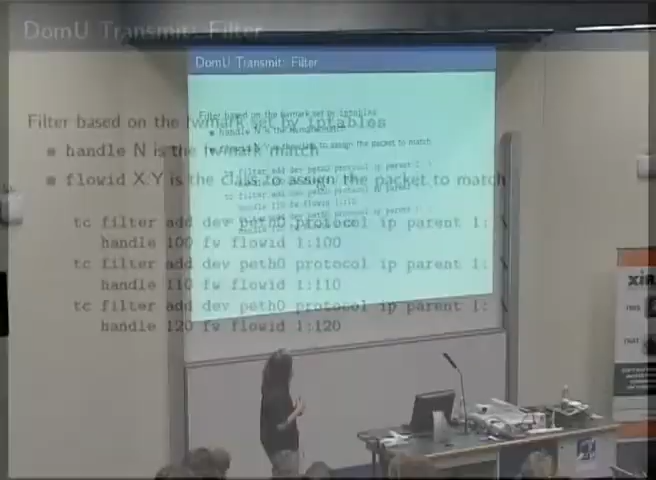 DomU Transmit: Filter
DomU Transmit: Filter
Filter based on the fwmark set by iptables
handle N is the fwmark match
flowid X:Y is the class to assign the packet to match
tc filter add dev peth0 protocol ip parent 1: \
handle 100 fw flowid 1:100
tc filter add dev peth0 protocol ip parent 1: \
handle 110 fw flowid 1:110
tc filter add dev peth0 protocol ip parent 1: \
handle 120 fw flowid 1:120